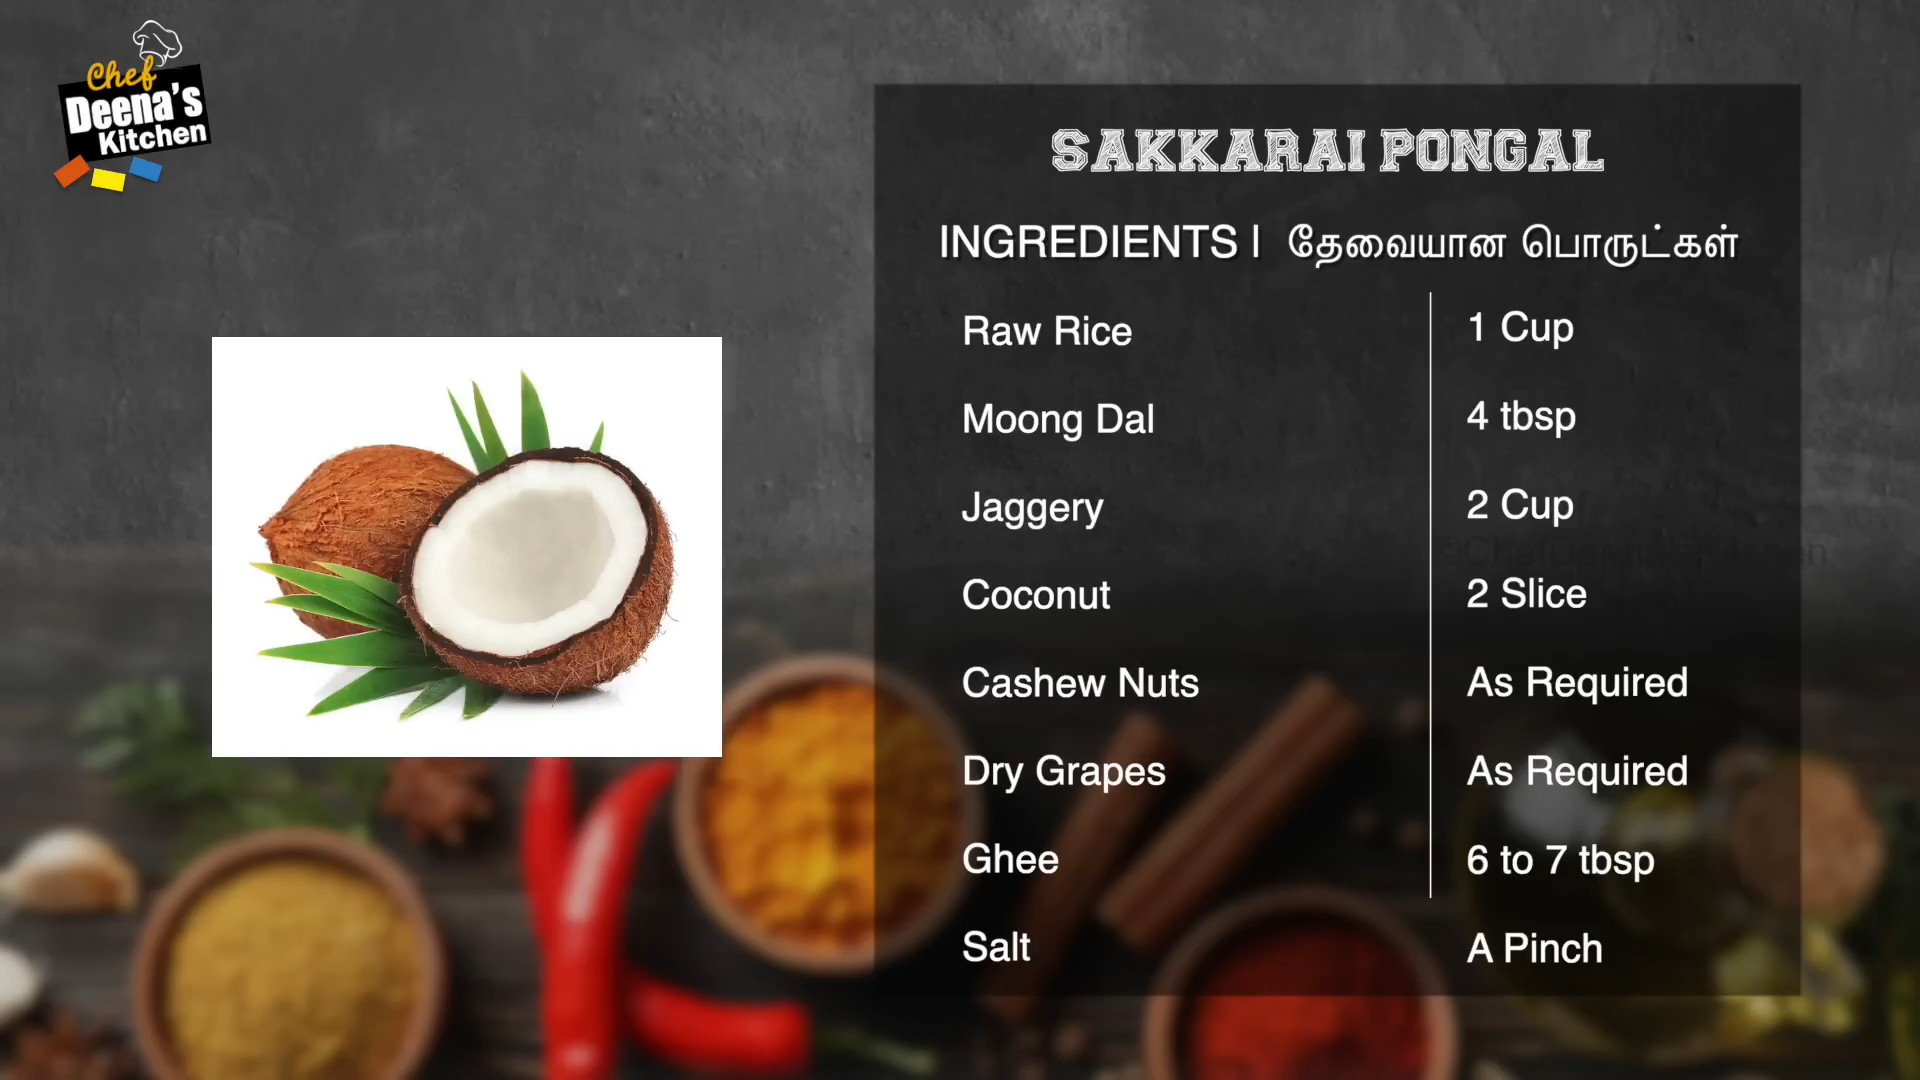 Chef
Deena's
Kitchen
SAKKARAI PONGAL
INGREDIENTS | தேவையான பொருட்கள்
Raw Rice 1 Cup
Moong Dal 4 tbsp
Jaggery 2 Cup
Coconut 2 Slice
Cashew Nuts As Required
Dry Grapes As Required
Ghee 6 to 7 tbsp
Salt A Pinch